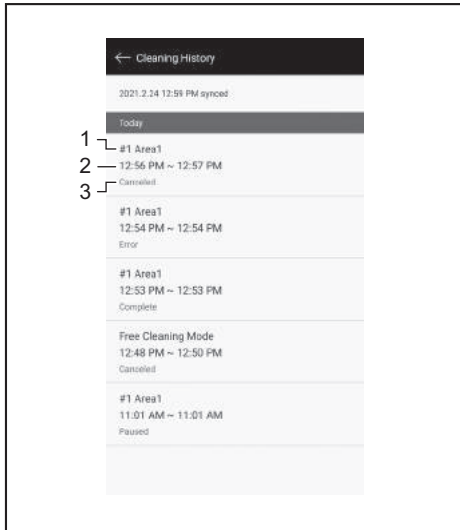 ← Cleaning History
2021.2.24 12:59 PM synced
Today
1
#1 Area1
2
12:56 PM ~ 12:57 PM
3
Canceled
#1 Area1
12:54 PM ~ 12:54 PM
Error
#1 Area1
12:53 PM ~ 12:53 PM
Complete
Free Cleaning Mode
12:48 PM ~ 12:50 PM
Canceled
#1 Area1
11:01 AM ~ 11:01 AM
Paused